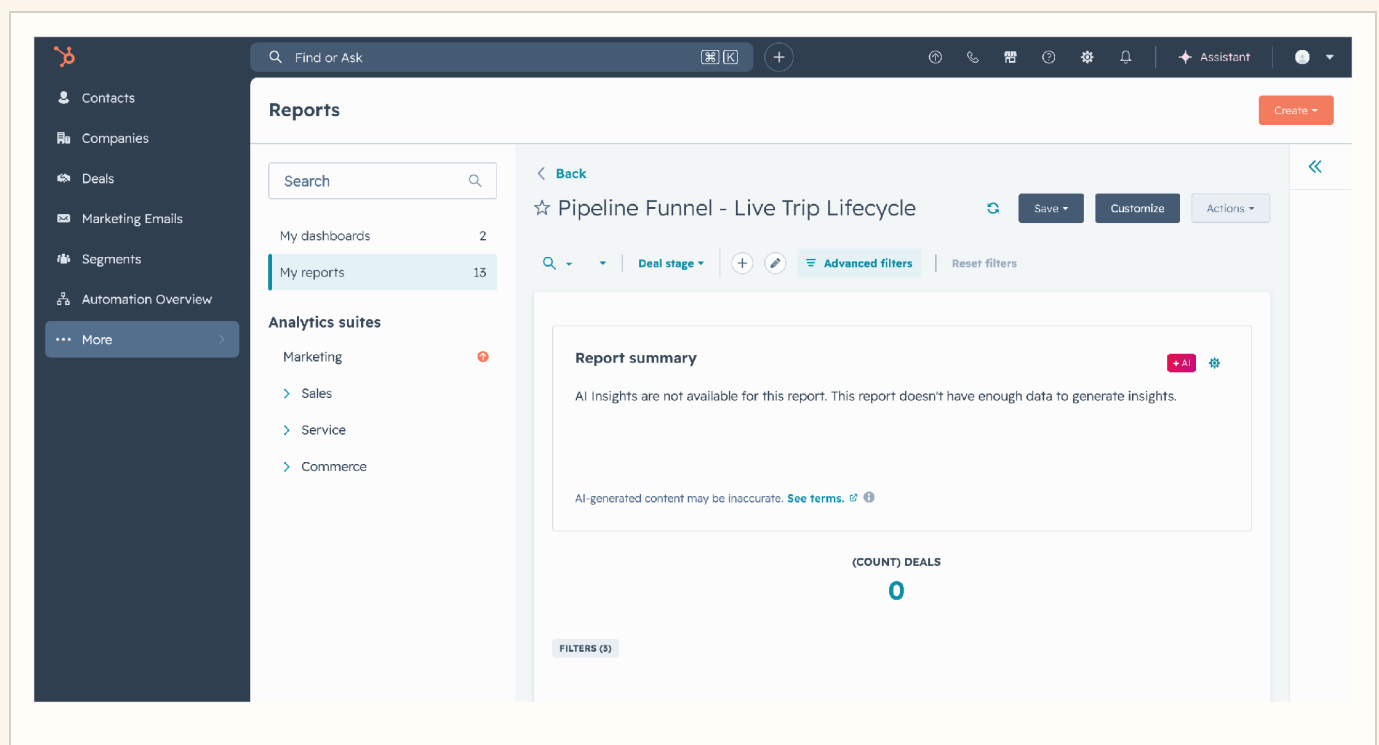 Find or Ask
⌘ K
Assistant
Contacts
Companies
Deals
Marketing Emails
Segments
Automation Overview
More
Reports
Create
Search
My dashboards 2
My reports 13
Analytics suites
Marketing
Sales
Service
Commerce
Back
Pipeline Funnel - Live Trip Lifecycle
Save
Customize
Actions
Deal stage
Advanced filters
Reset filters
Report summary
+ AI
AI Insights are not available for this report. This report doesn't have enough data to generate insights.
AI-generated content may be inaccurate. See terms.
(COUNT) DEALS
0
FILTERS (3)